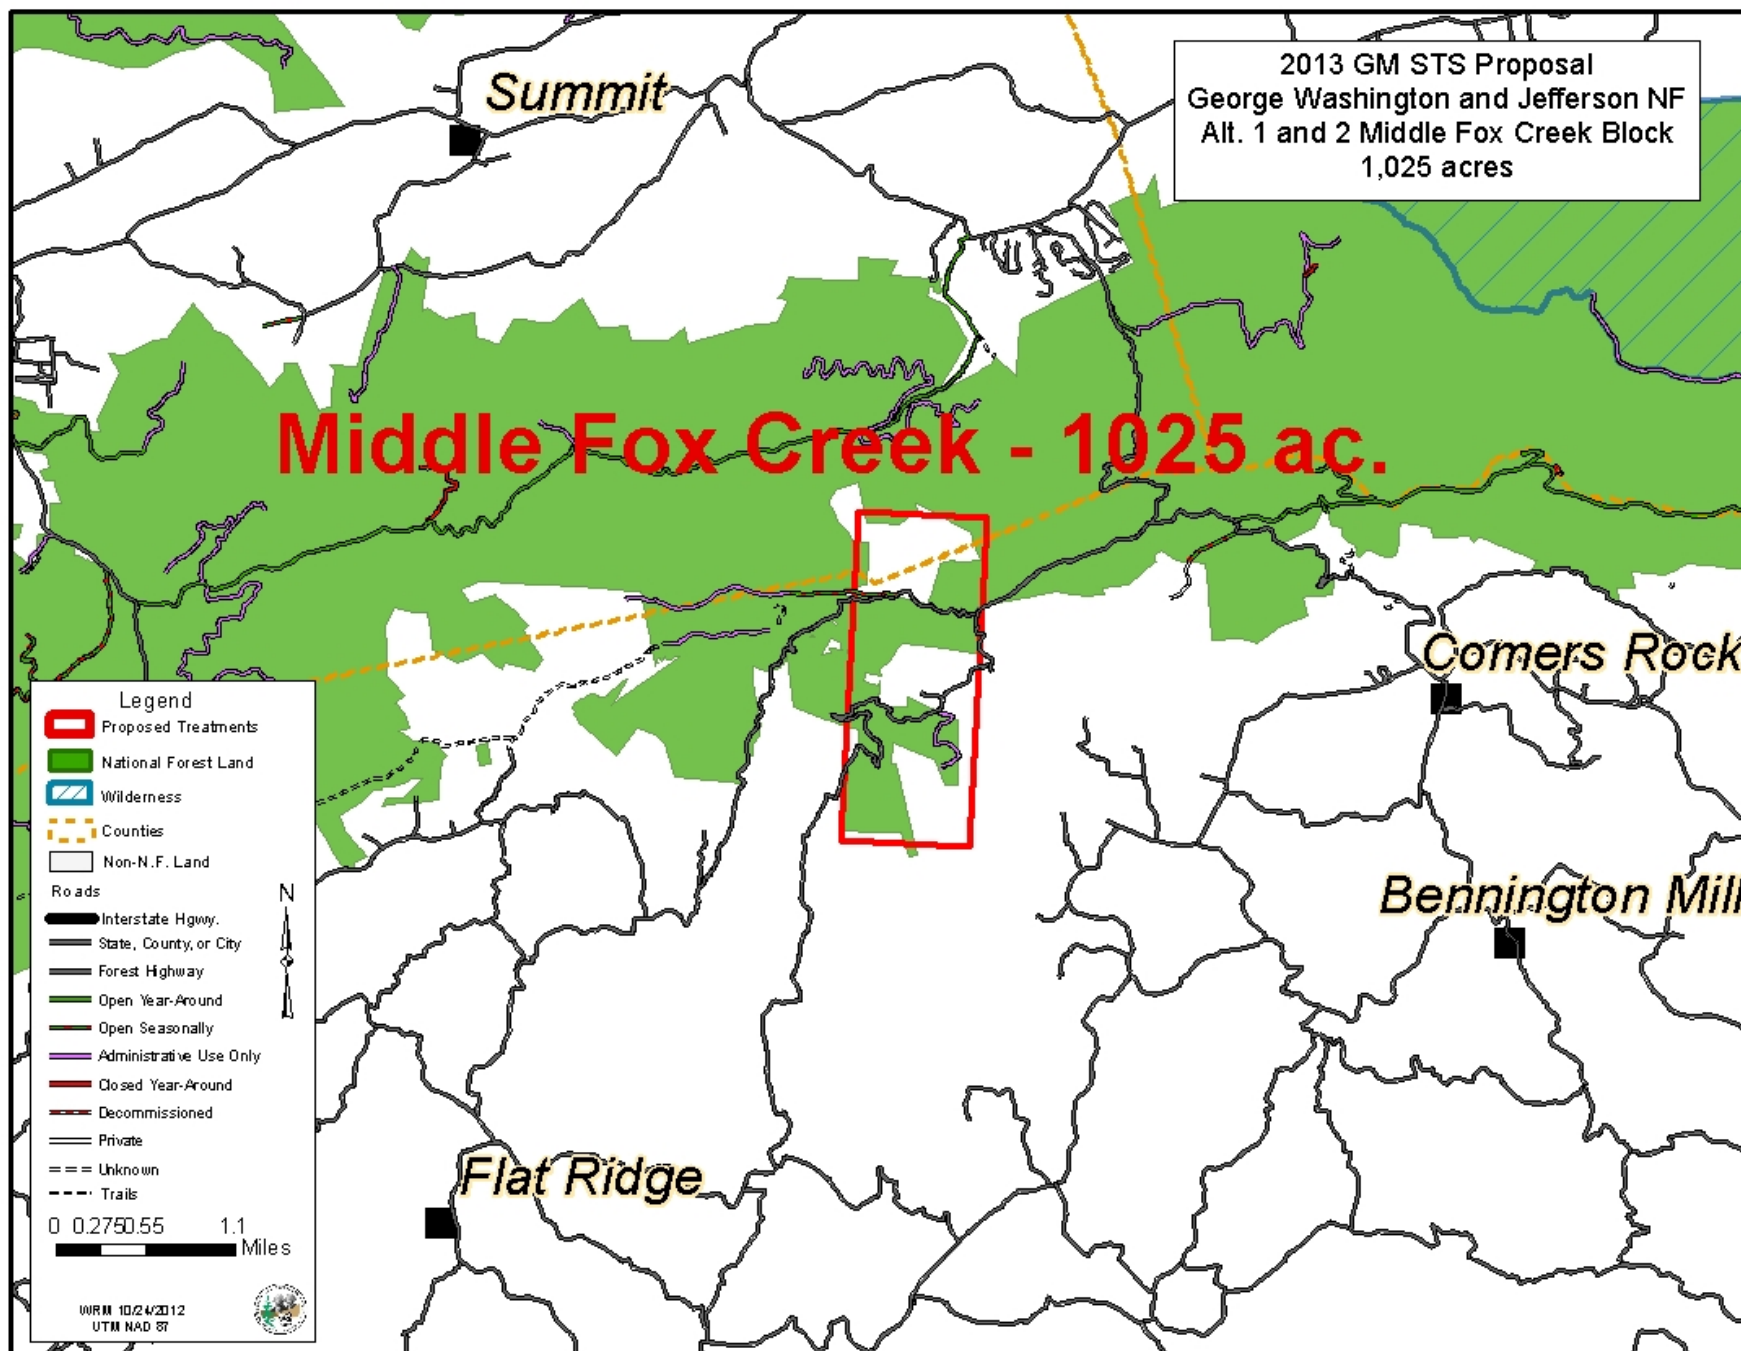 Summit
2013 GM STS Proposal
George Washington and Jefferson NF
Alt. 1 and 2 Middle Fox Creek Block
1,025 acres
Middle Fox Creek - 1025 ac.
Comers Rock
Bennington Mill
Flat Ridge
Legend
Proposed Treatments
National Forest Land
Wilderness
Counties
Non-N.F. Land
Roads
N
Interstate Hgwy.
State, County, or City
Forest Highway
Open Year-Around
Open Seasonally
Administrative Use Only
Closed Year-Around
Decommissioned
Private
Unknown
Trails
0 0.275 0.55 1.1
Miles
WRM 10/24/2012
UTM NAD 87